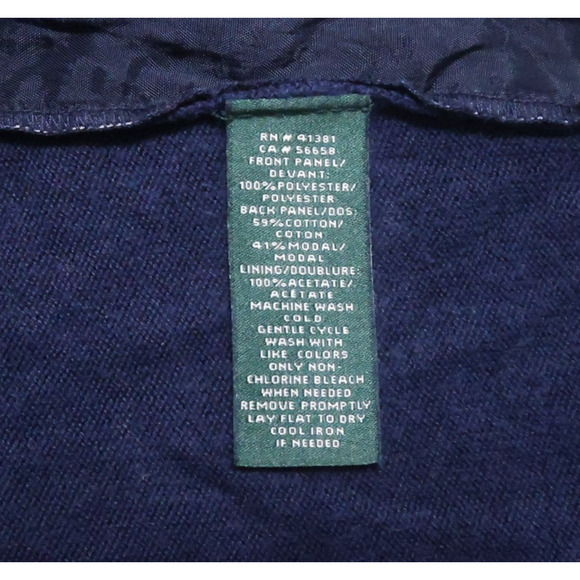 RN # 41381
CA # 56658
FRONT PANEL/
DEVANT:
100%POLYESTER/
POLYESTER
BACK PANEL/DOS:
59%COTTON/
COTON
41%MODAL/
MODAL
LINING/DOUBLURE:
100%ACETATE/
ACÉTATE
MACHINE WASH
COLD
GENTLE CYCLE
WASH WITH
LIKE COLORS
ONLY NON-
CHLORINE BLEACH
WHEN NEEDED
REMOVE PROMPTLY
LAY FLAT TO DRY
COOL IRON
IF NEEDED